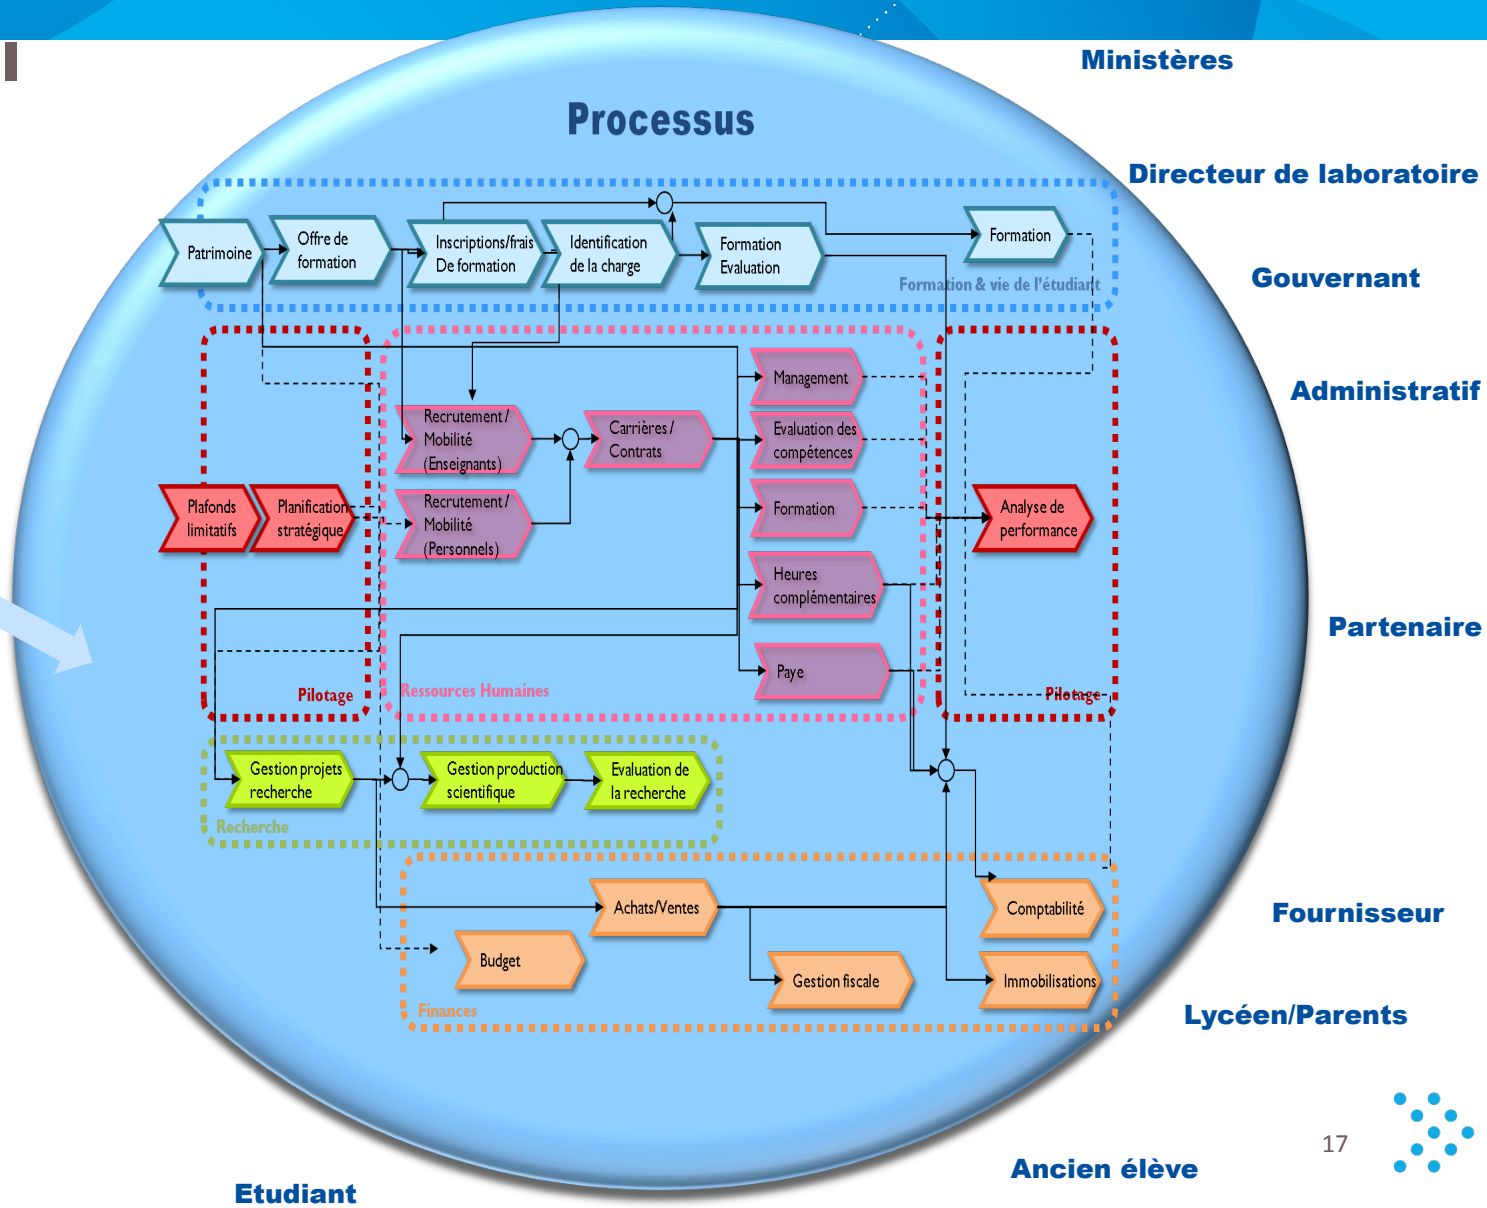 Ministères
Processus
Directeur de laboratoire
Patrimoine
Offre de
formation
Inscriptions/frais
De formation
Identification
de la charge
Formation
Evaluation
Formation
Formation & vie de l'étudiant
Gouvernant
Management
Administratif
Recrutement /
Mobilité
(Enseignants)
Carrières /
Contrats
Evaluation des
compétences
Plafonds
limitatifs
Planification
stratégique
Recrutement /
Mobilité
(Personnels)
Formation
Analyse de
performance
Heures
complémentaires
Partenaire
Paye
Pilotage
Ressources Humaines
Pilotage
Gestion projets
recherche
Gestion production
scientifique
Evaluation de
la recherche
Recherche
Achats/Ventes
Comptabilité
Fournisseur
Budget
Gestion fiscale
Immobilisations
Finances
Lycéen/Parents
17
Ancien élève
Etudiant